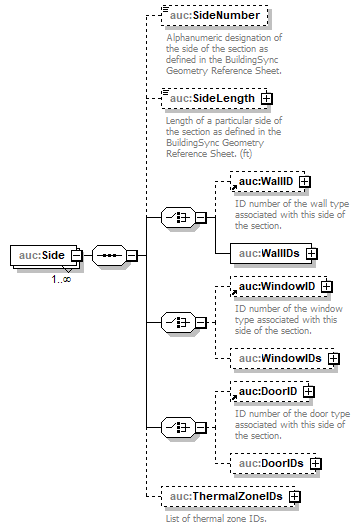 auc:SideNumber
Alphanumeric designation of
the side of the section as
defined in the BuildingSync
Geometry Reference Sheet.
auc:SideLength
Length of a particular side of
the section as defined in the
BuildingSync Geometry
Reference Sheet. (ft)
auc:WallID
ID number of the wall type
associated with this side of
the section.
auc:WallIDs
auc:Side
1..∞
auc:WindowID
ID number of the window
type associated with this
side of the section.
auc:WindowIDs
auc:DoorID
ID number of the door type
associated with this side of
the section.
auc:DoorIDs
auc:ThermalZoneIDs
List of thermal zone IDs.